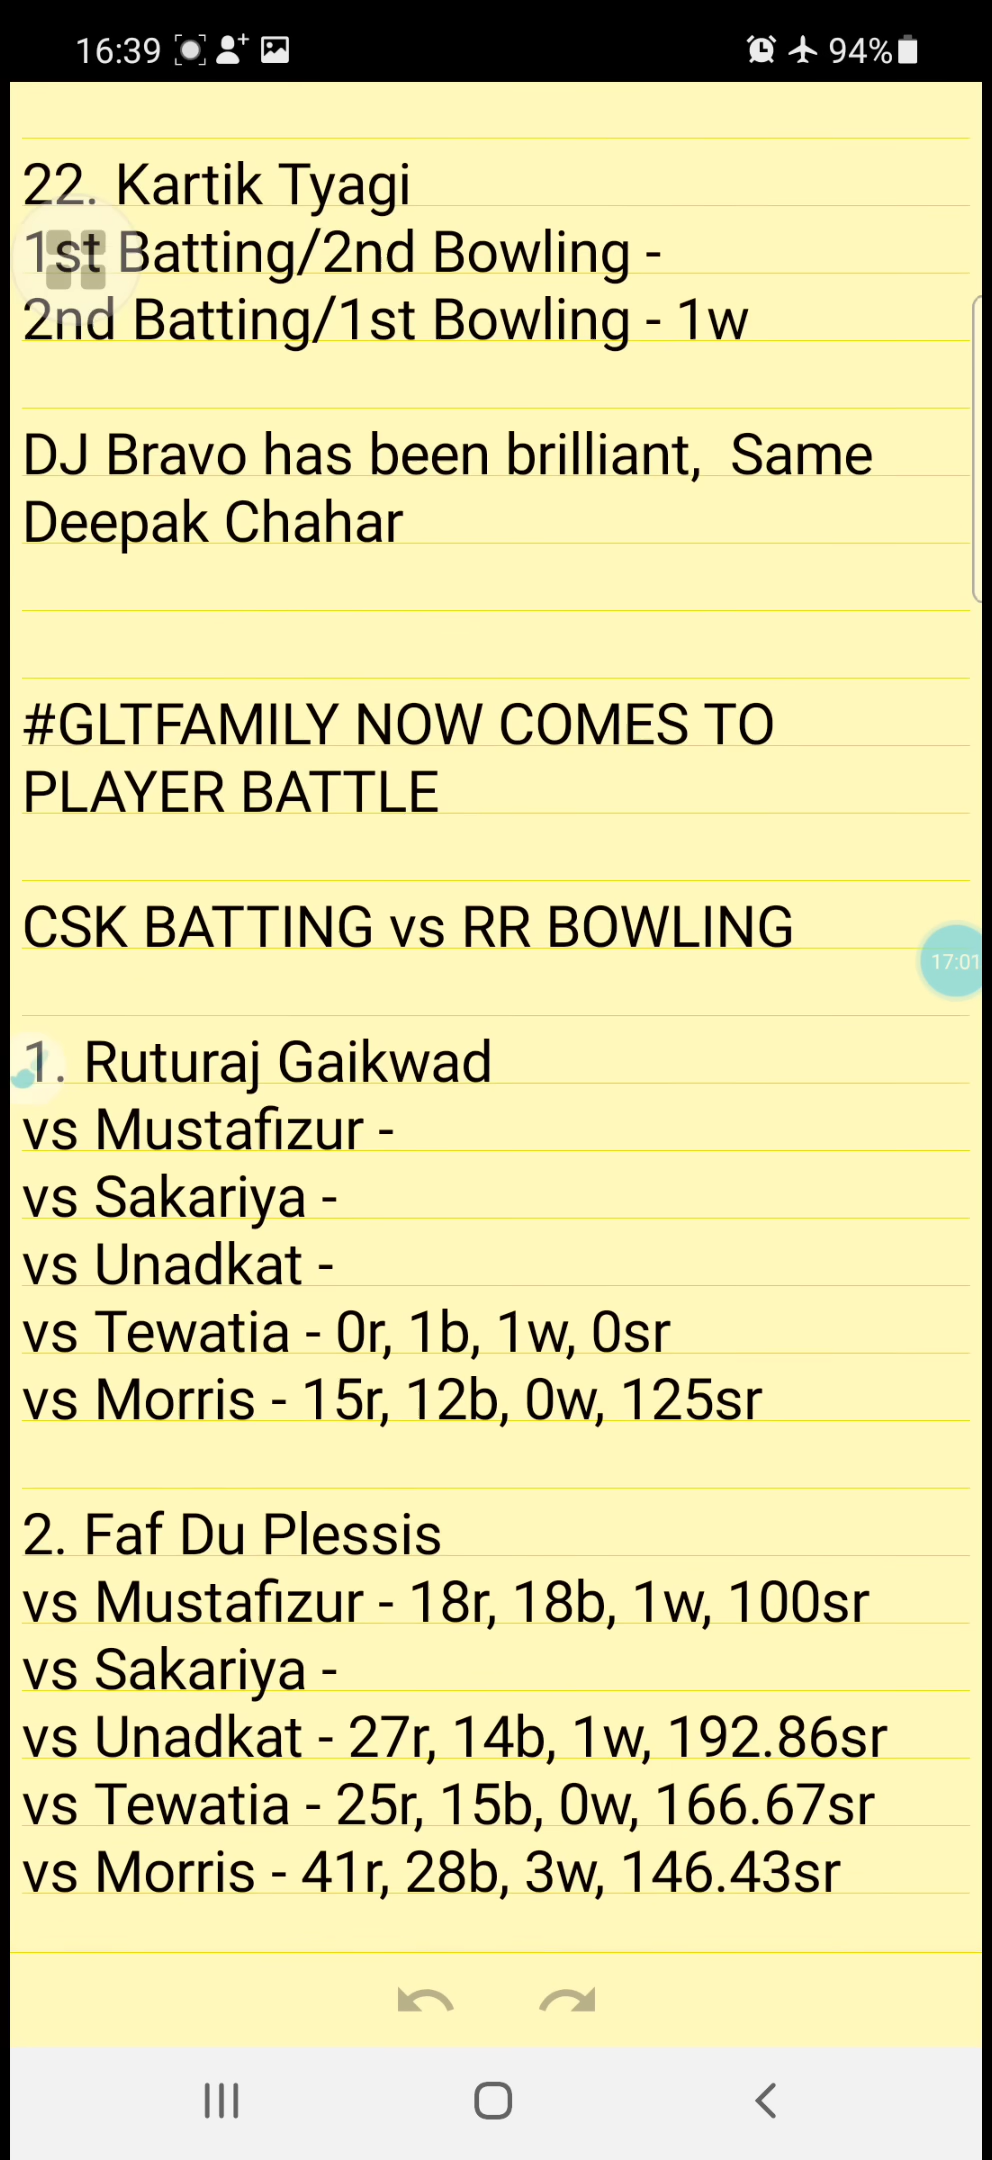 16:39
94%
22. Kartik Tyagi
1st Batting/2nd Bowling -
2nd Batting/1st Bowling - 1w
DJ Bravo has been brilliant,  Same
Deepak Chahar
#GLTFAMILY NOW COMES TO
PLAYER BATTLE
CSK BATTING vs RR BOWLING
17:01
1. Ruturaj Gaikwad
vs Mustafizur -
vs Sakariya -
vs Unadkat -
vs Tewatia - 0r, 1b, 1w, 0sr
vs Morris - 15r, 12b, 0w, 125sr
2. Faf Du Plessis
vs Mustafizur - 18r, 18b, 1w, 100sr
vs Sakariya -
vs Unadkat - 27r, 14b, 1w, 192.86sr
vs Tewatia - 25r, 15b, 0w, 166.67sr
vs Morris - 41r, 28b, 3w, 146.43sr